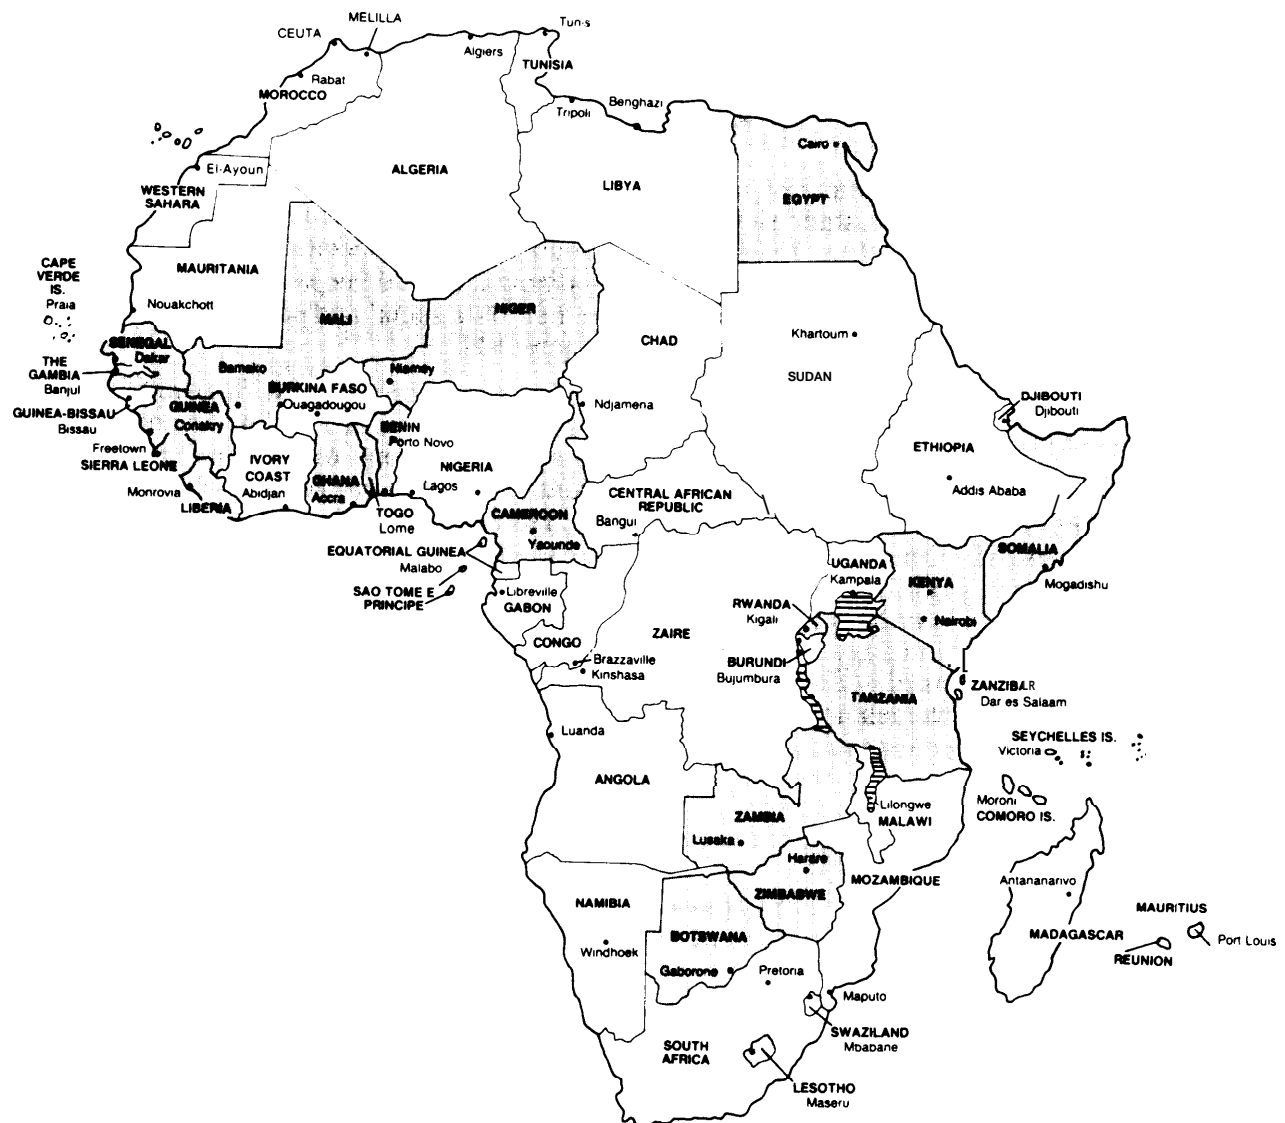 MELILLA
CEUTA
Tunis
Algiers
TUNISIA
Rabat
MOROCCO
Benghazi
Tripoli
Cairo
El-Ayoun
ALGERIA
LIBYA
WESTERN
SAHARA
EGYPT
CAPE
VERDE
IS.
Praia
MAURITANIA
Nouakchott
MALI
NIGER
CHAD
Khartoum
SUDAN
SENEGAL
Dakar
THE
GAMBIA
Banjul
Bamako
Niamey
BURKINA FASO
Ouagadougou
Ndjamena
DJIBOUTI
Djibouti
GUINEA-BISSAU
Bissau
GUINEA
Conakry
BENIN
Porto Novo
ETHIOPIA
Addis Ababa
Freetown
SIERRA LEONE
IVORY
COAST
Abidjan
GHANA
Accra
NIGERIA
Lagos
Monrovia
LIBERIA
TOGO
Lome
CAMEROON
Yaounde
CENTRAL AFRICAN
REPUBLIC
Bangui
EQUATORIAL GUINEA
Malabo
SAO TOME E
PRINCIPE
Libreville
GABON
CONGO
Brazzaville
Kinshasa
ZAIRE
UGANDA
Kampala
KENYA
Nairobi
SOMALIA
Mogadishu
RWANDA
Kigali
BURUNDI
Bujumbura
TANZANIA
ZANZIBAR
Dar es Salaam
SEYCHELLES IS.
Victoria
Luanda
ANGOLA
Moroni
COMORO IS.
Lilongwe
MALAWI
ZAMBIA
Lusaka
Harare
ZIMBABWE
MOZAMBIQUE
Antananarivo
MADAGASCAR
MAURITIUS
Port Louis
REUNION
NAMIBIA
Windhoek
BOTSWANA
Gaborone
Pretoria
Maputo
SWAZILAND
Mbabane
SOUTH
AFRICA
LESOTHO
Maseru